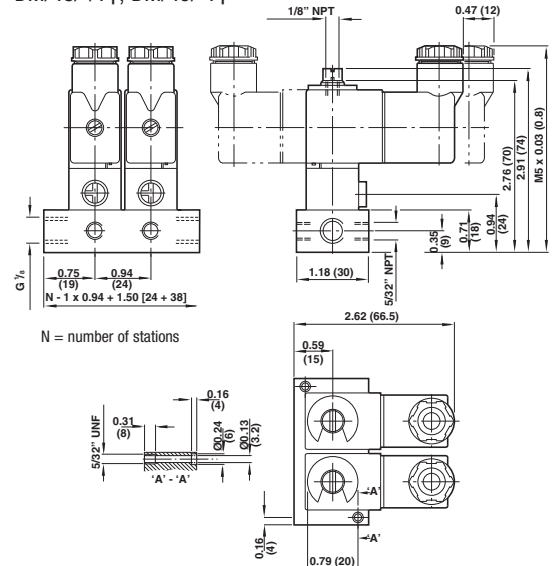 1/8" NPT
0.47 (12)
M5 x 0.03 (0.8)
2.91 (74)
2.76 (70)
0.94
(24)
0.71
(18)
0.35
(9)
5/32" NPT
1.18 (30)
G 1/8
0.75
(19)
0.94
(24)
N - 1 x 0.94 + 1.50 [24 + 38]
N = number of stations
2.62 (66.5)
0.59
(15)
0.16
(4)
0.31
(8)
5/32" UNF
Ø0.24
(6)
Ø0.13
(3.2)
'A' - 'A'
'A'
'A'
0.16
(4)
0.79 (20)